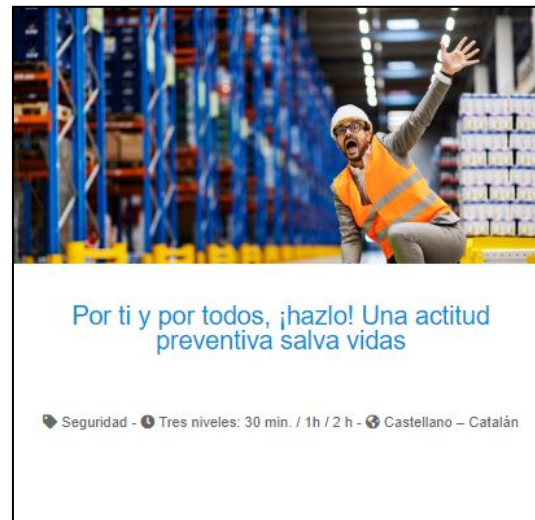 Por ti y por todos, ¡hazlo! Una actitud
preventiva salva vidas
Seguridad - Tres niveles: 30 min. / 1h / 2 h - Castellano – Catalán